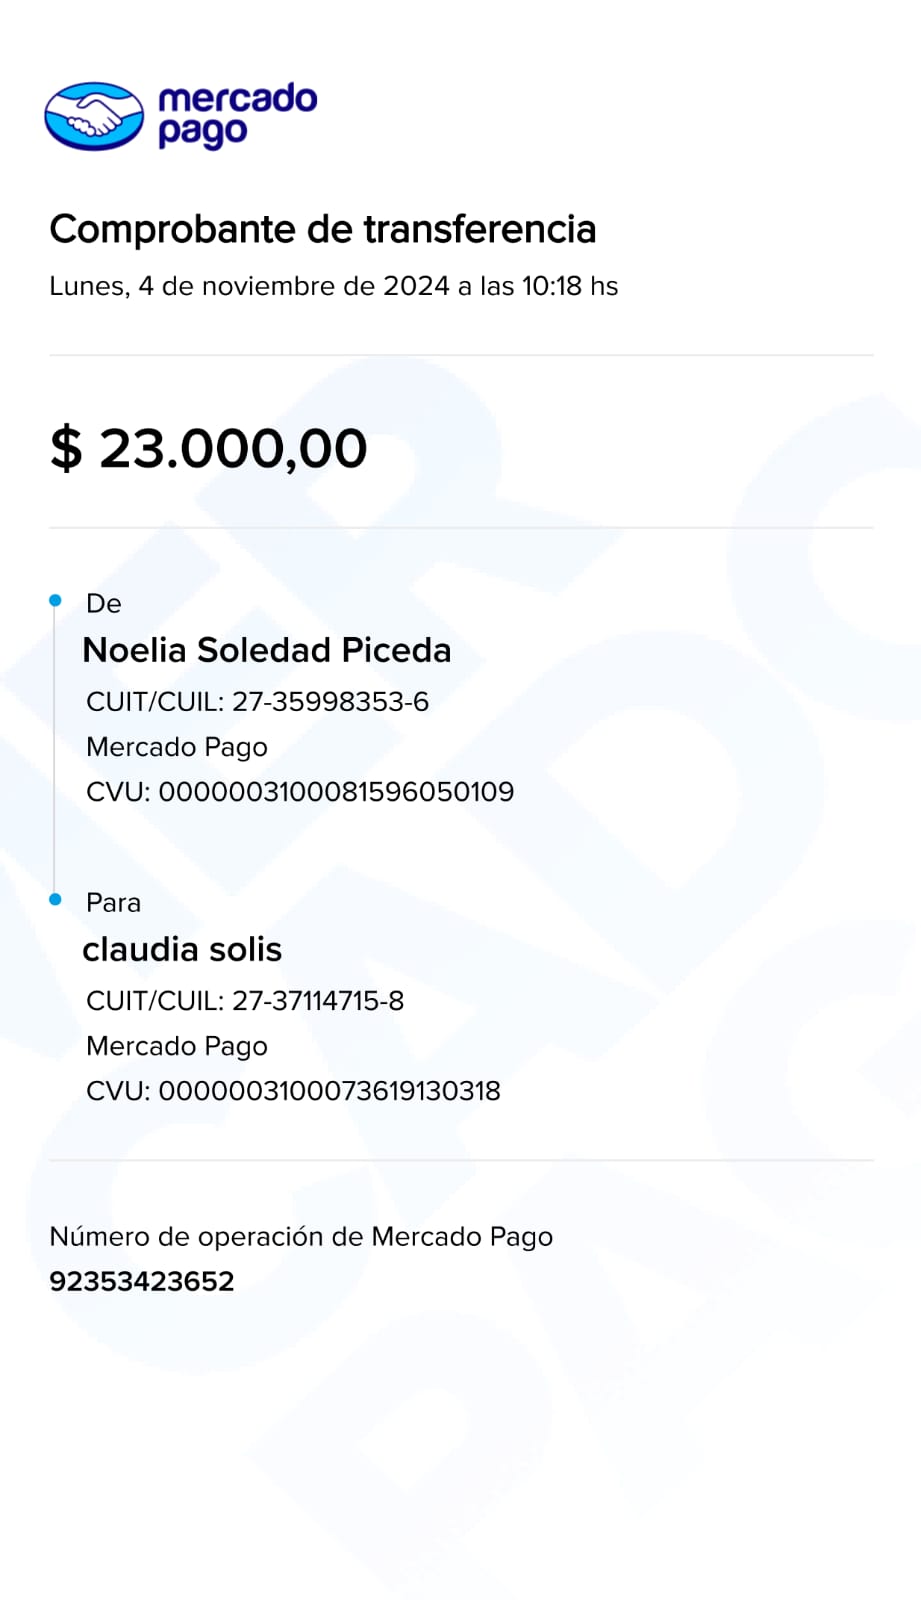 mercado
pago
Comprobante de transferencia
Lunes, 4 de noviembre de 2024 a las 10:18 hs
$ 23.000,00
De
Noelia Soledad Piceda
CUIT/CUIL: 27-35998353-6
Mercado Pago
CVU: 0000003100081596050109
Para
claudia solis
CUIT/CUIL: 27-37114715-8
Mercado Pago
CVU: 0000003100073619130318
Número de operación de Mercado Pago
92353423652